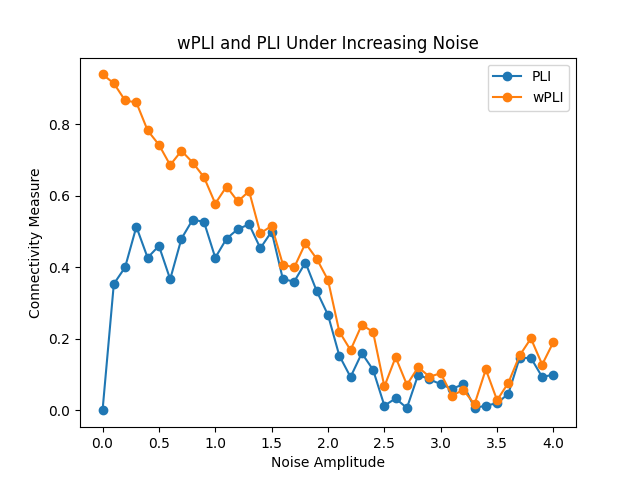 wPLI and PLI Under Increasing Noise
PLI
wPLI
Connectivity Measure
0.8
0.6
0.4
0.2
0.0
0.0 0.5 1.0 1.5 2.0 2.5 3.0 3.5 4.0
Noise Amplitude